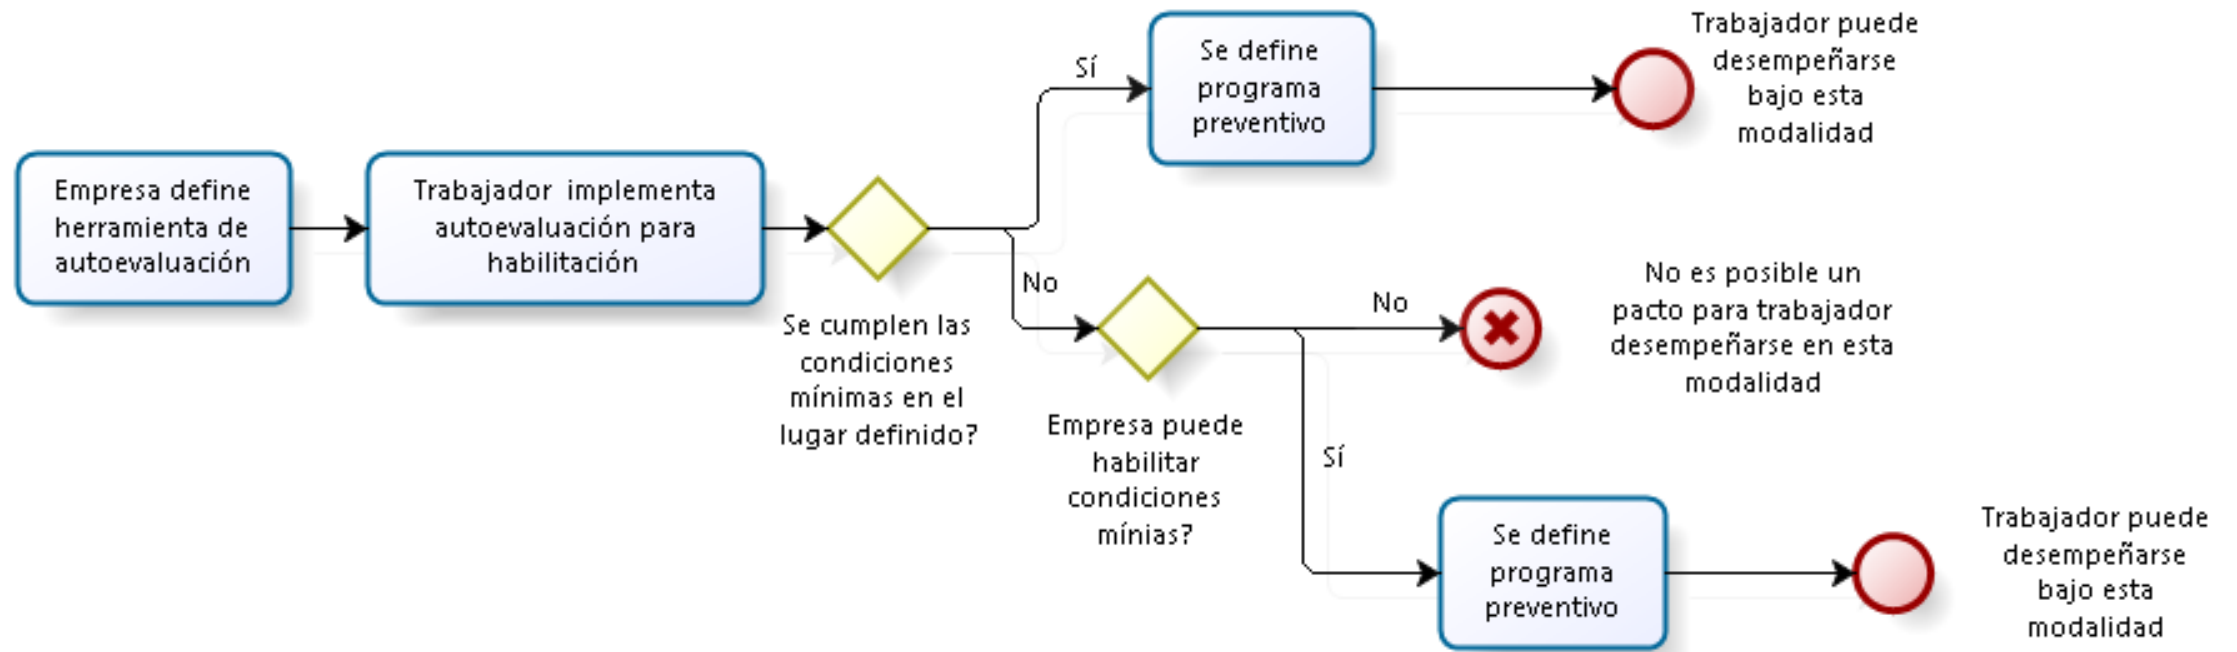 Empresa define
herramienta de
autoevaluación
Trabajador implementa
autoevaluación para
habilitación
Se cumplen las
condiciones
mínimas en el
lugar definido?
Sí
Se define
programa
preventivo
Trabajador puede
desempeñarse
bajo esta
modalidad
No
Empresa puede
habilitar
condiciones
mínias?
No
No es posible un
pacto para trabajador
desempeñarse en esta
modalidad
Sí
Se define
programa
preventivo
Trabajador puede
desempeñarse
bajo esta
modalidad